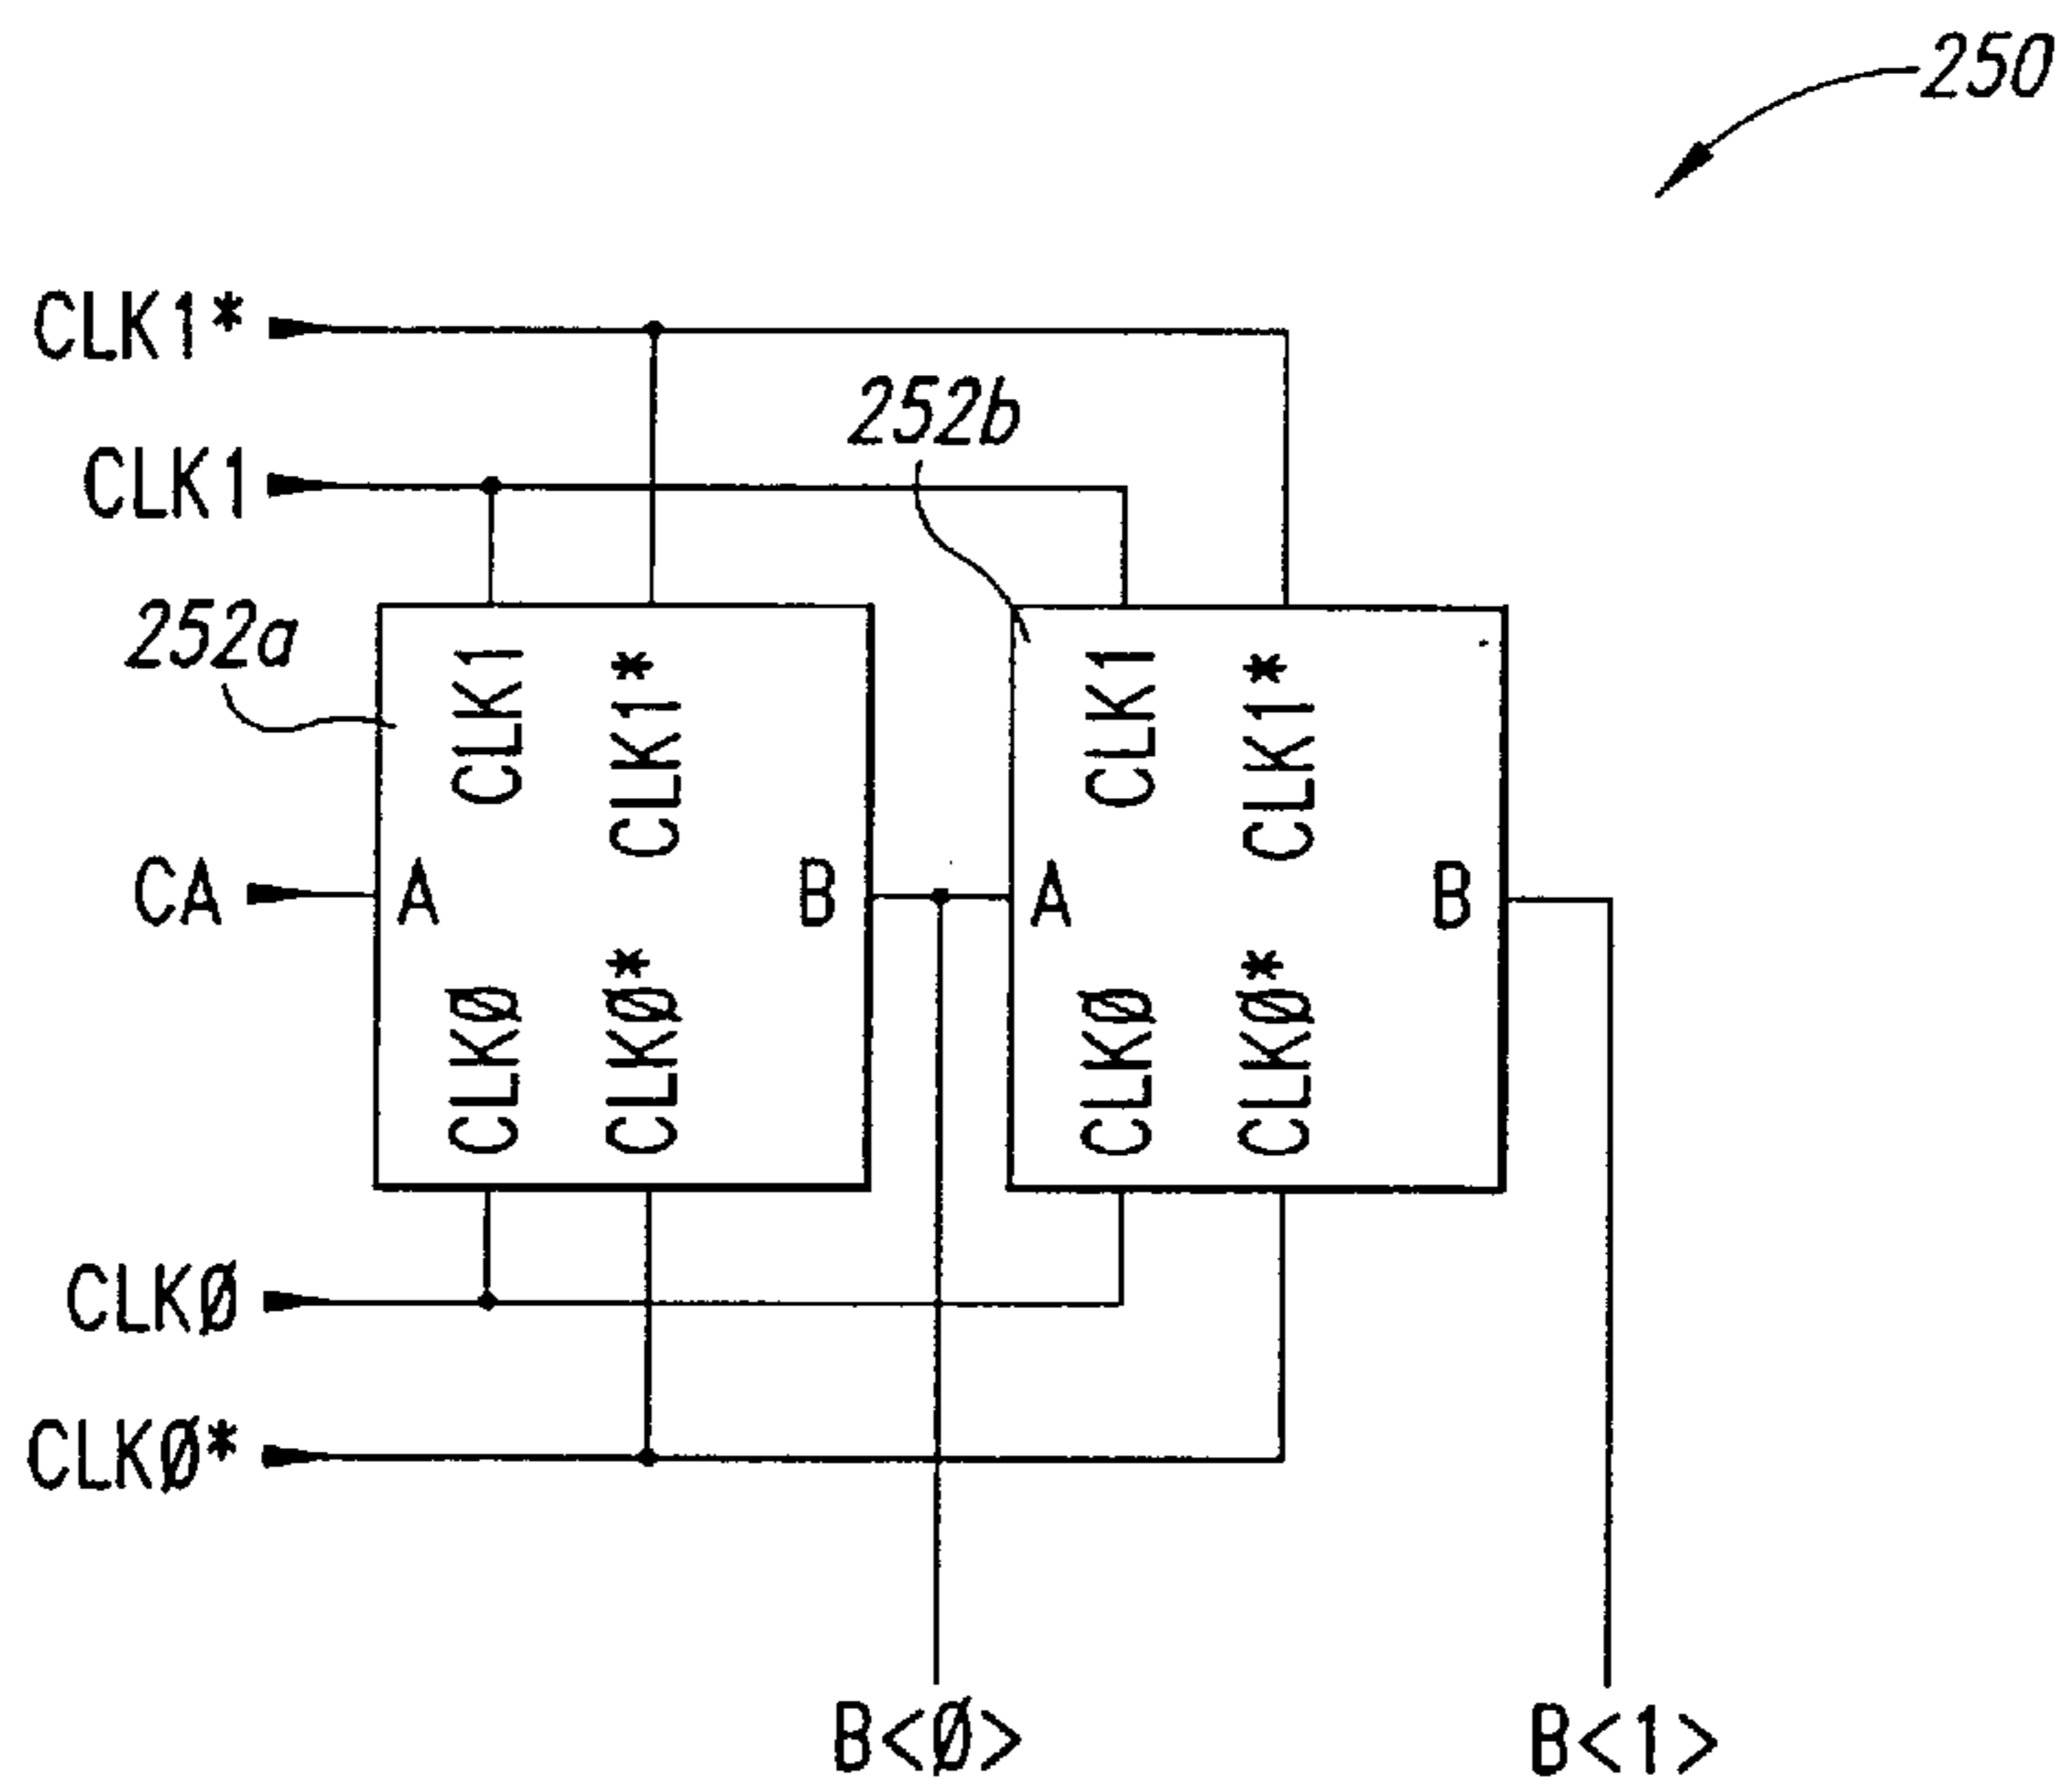 250
CLK1*
252b
CLK1
252a
CLK1
CLK1*
CLK1
CLK1*
CA
A
B
A
B
CLKØ
CLKØ*
CLKØ
CLKØ*
CLKØ
CLKØ*
B<Ø>
B<1>